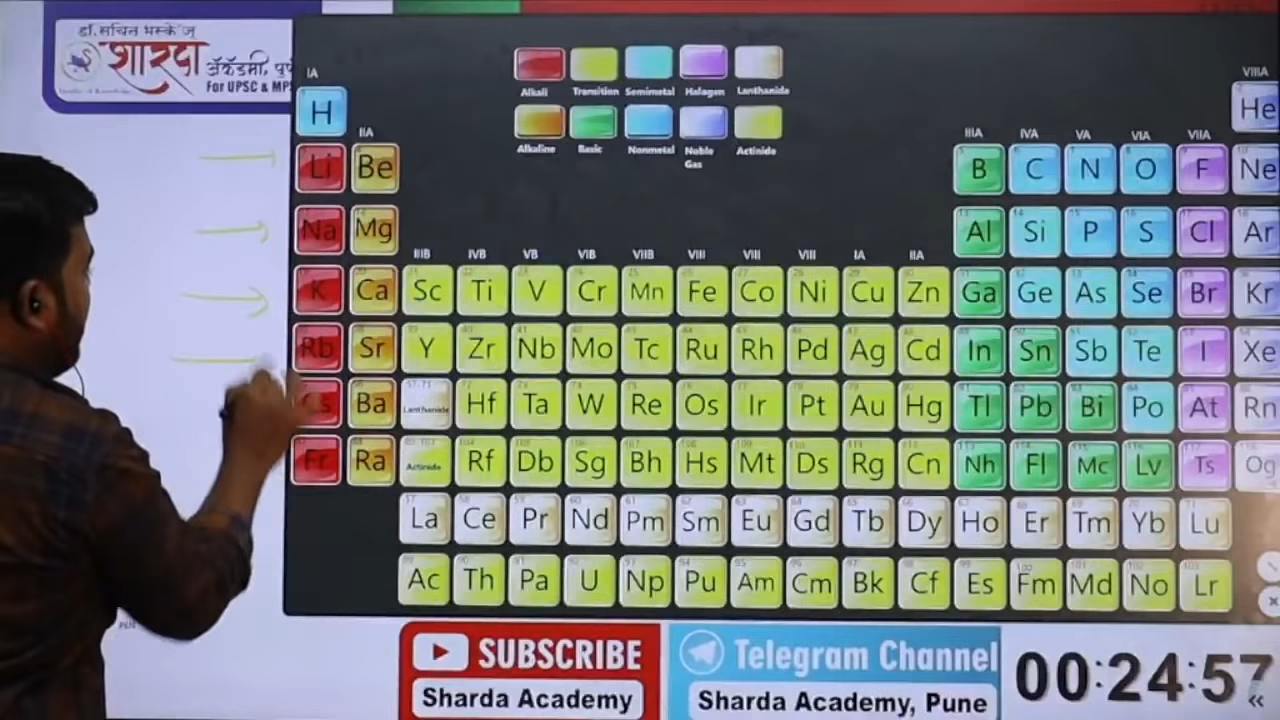 डॉ. सचिन भस्के ज्
शारदा
अ‍ॅकॅडमी, पुणे
For UPSC & MPS
IA
VIIIA
H
He
Alkali Transition Semimetal Halogen Lanthanide
Alkaline Basic Nonmetal Noble Gas Actinide
IIA
IIIA IVA VA VIA VIIA
Li Be B C N O F Ne
Na Mg Al Si P S Cl Ar
IIIB IVB VB VIB VIIB VIII VIII VIII IA IIA
K Ca Sc Ti V Cr Mn Fe Co Ni Cu Zn Ga Ge As Se Br Kr
Rb Sr Y Zr Nb Mo Tc Ru Rh Pd Ag Cd In Sn Sb Te I Xe
Cs Ba 57-71 Lanthanide Hf Ta W Re Os Ir Pt Au Hg Tl Pb Bi Po At Rn
Fr Ra 89-103 Actinide Rf Db Sg Bh Hs Mt Ds Rg Cn Nh Fl Mc Lv Ts Og
La Ce Pr Nd Pm Sm Eu Gd Tb Dy Ho Er Tm Yb Lu
Ac Th Pa U Np Pu Am Cm Bk Cf Es Fm Md No Lr
SUBSCRIBE
Sharda Academy
Telegram Channel
Sharda Academy, Pune
00:24:57